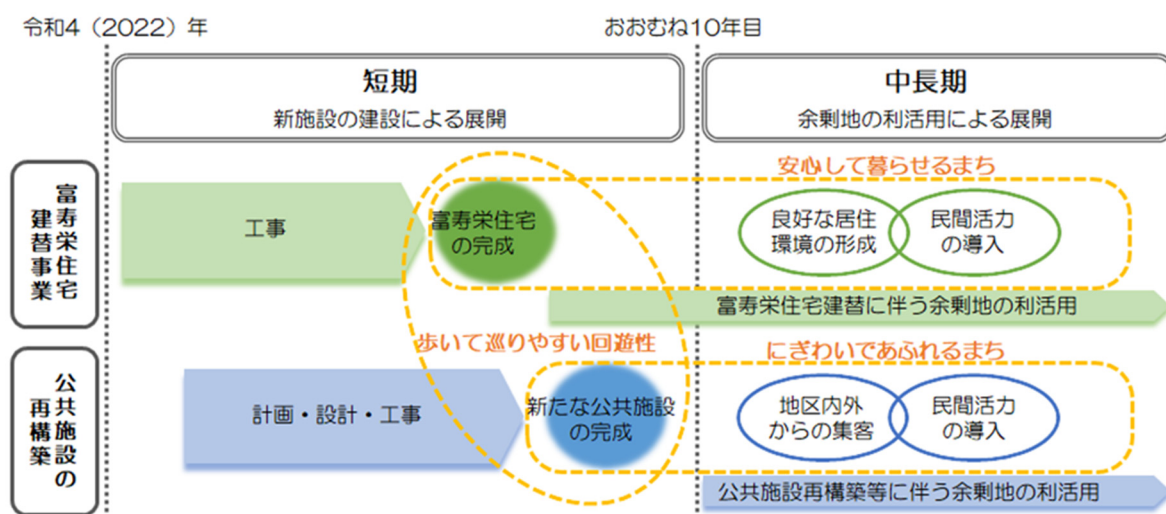 令和4（2022）年
おおむね10年目
短期
新施設の建設による展開
中長期
余剰地の利活用による展開
富寿栄住宅
建替事業
工事
富寿栄住宅
の完成
安心して暮らせるまち
良好な居住
環境の形成
民間活力
の導入
富寿栄住宅建替に伴う余剰地の利活用
歩いて巡りやすい回遊性
公共施設の
再構築
計画・設計・工事
新たな公共施設
の完成
にぎわいであふれるまち
地区内外
からの集客
民間活力
の導入
公共施設再構築等に伴う余剰地の利活用